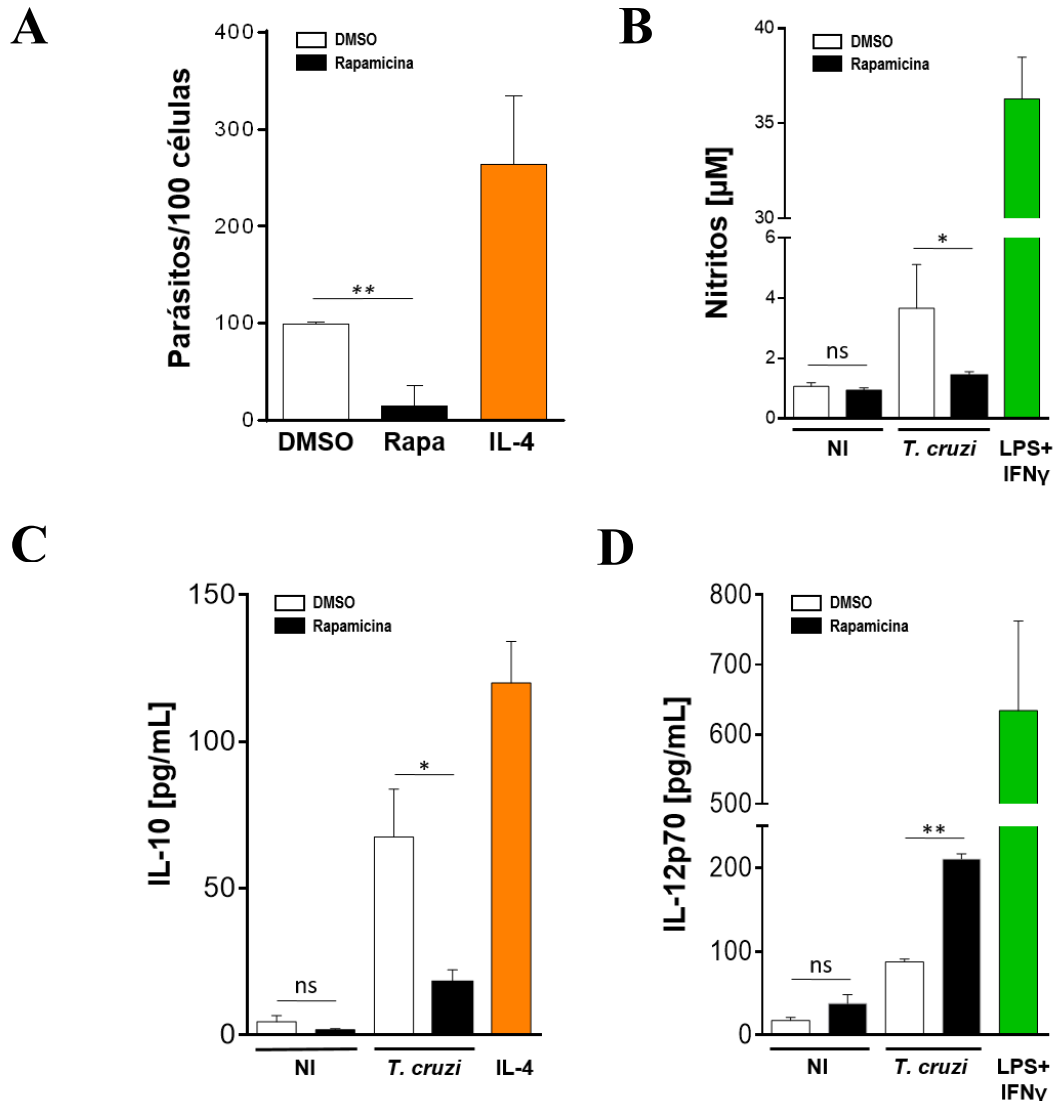 A
Parásitos/100 células
400
300
200
100
0
DMSO
Rapamicina
**
DMSO Rapa IL-4
B
Nitritos [µM]
40
35
30
6
4
2
0
DMSO
Rapamicina
ns
*
NI T. cruzi LPS+
IFNγ
C
IL-10 [pg/mL]
150
100
50
0
DMSO
Rapamicina
ns
*
NI T. cruzi IL-4
D
IL-12p70 [pg/mL]
800
700
600
500
200
100
0
DMSO
Rapamicina
ns
**
NI T. cruzi LPS+
IFNγ